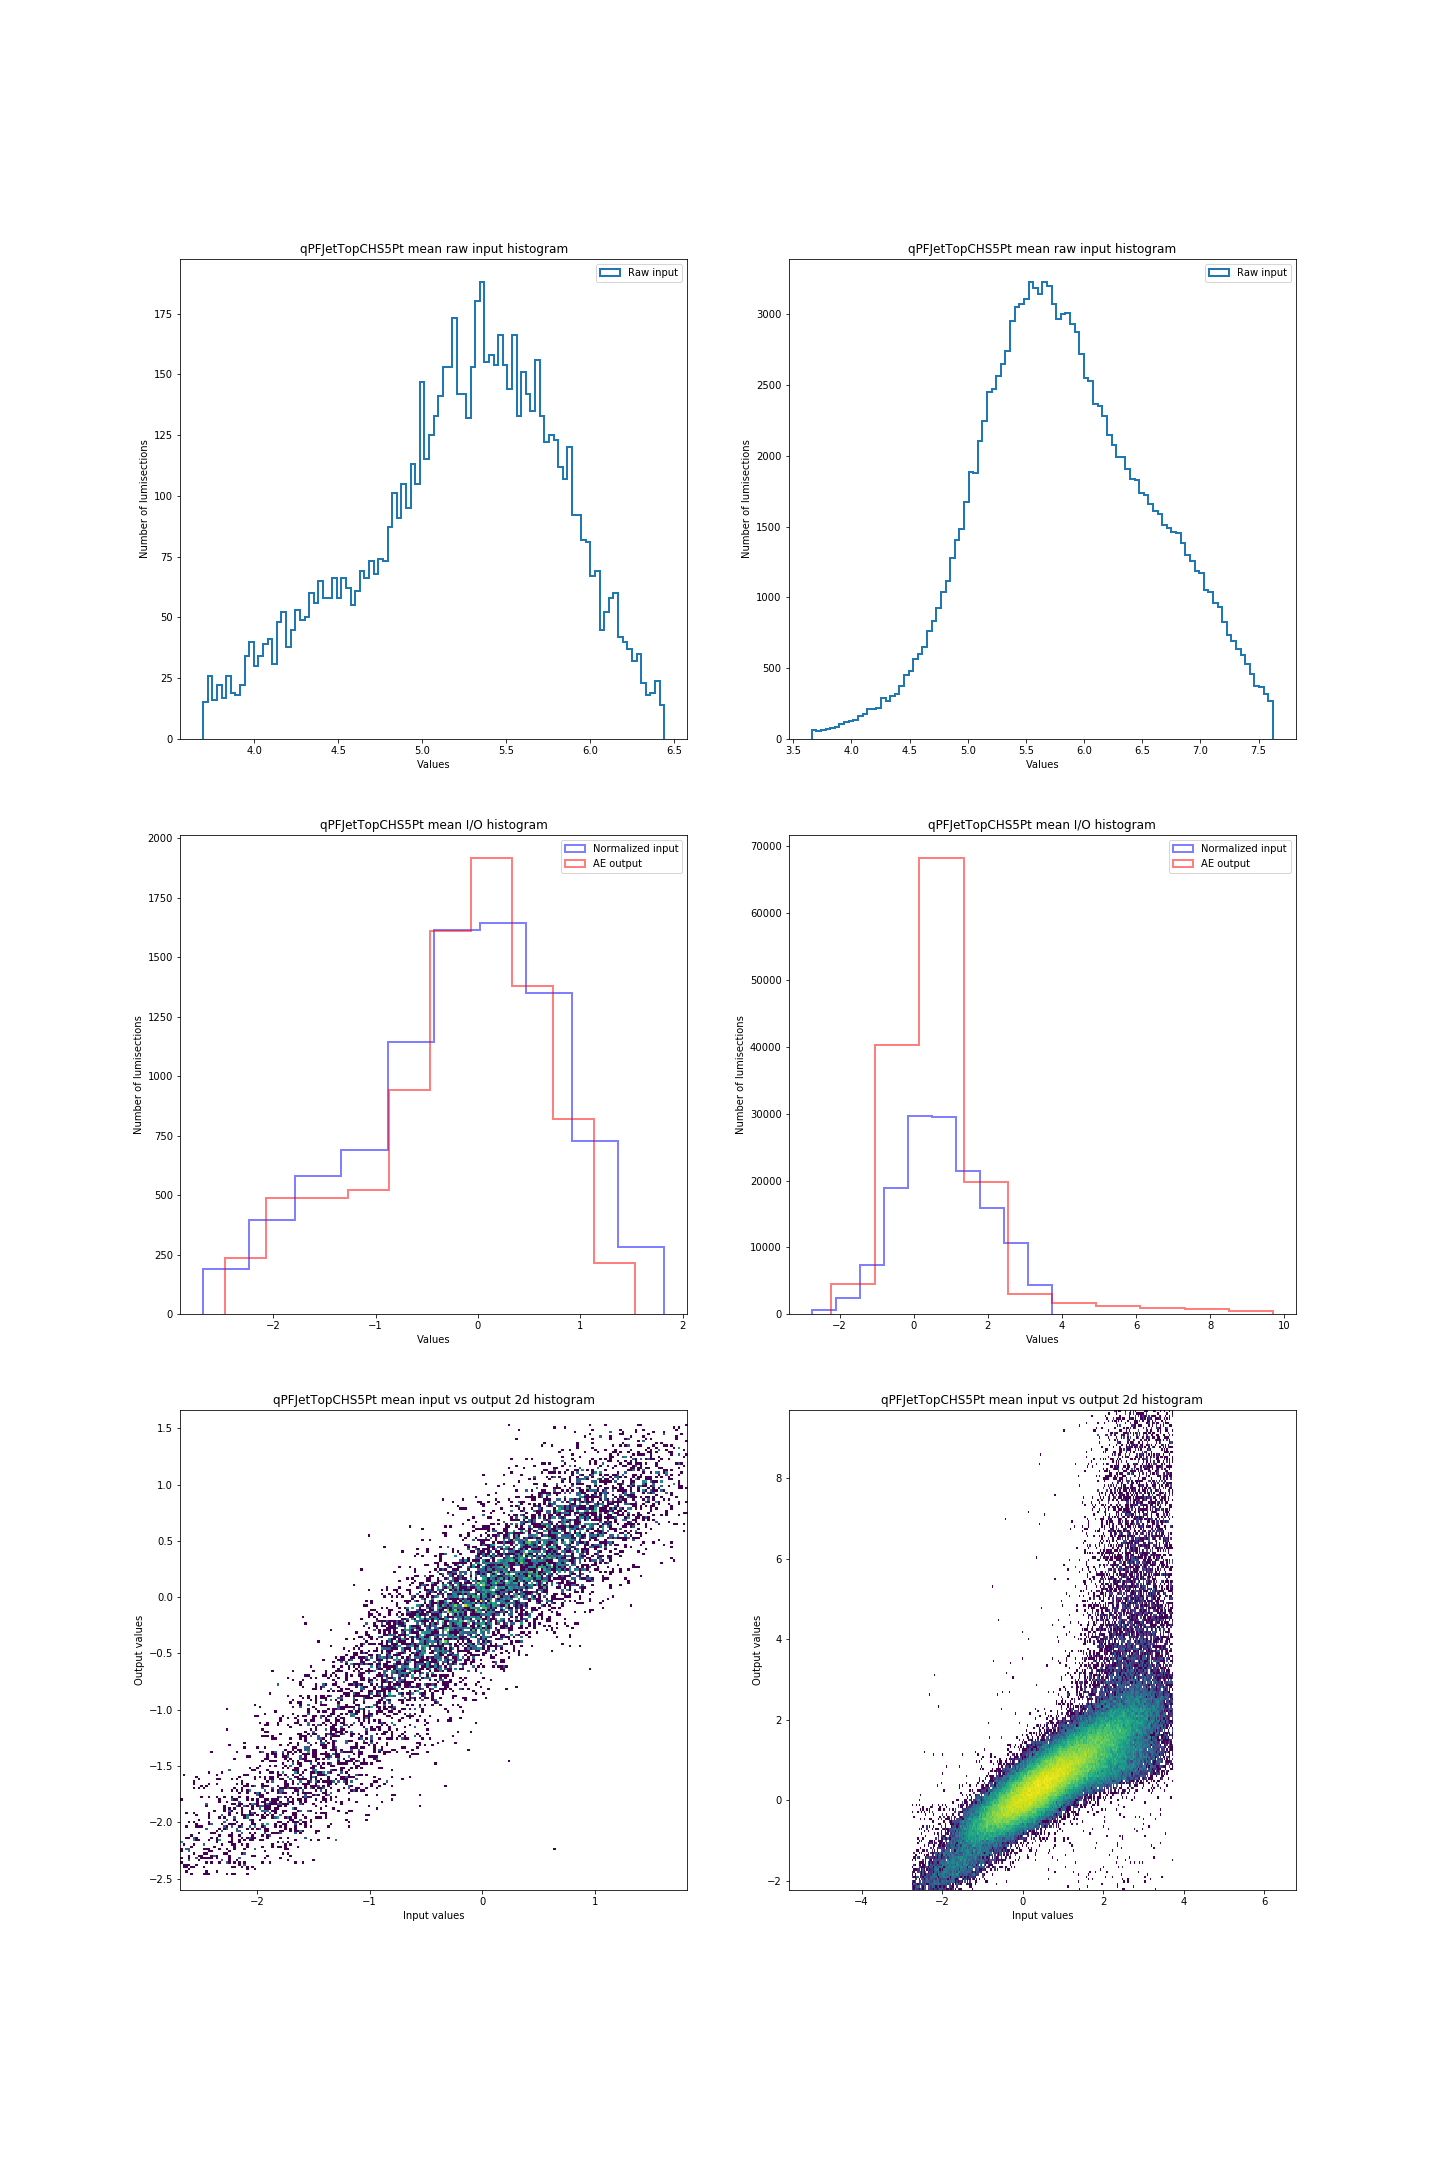 qPFJetTopCHS5Pt mean raw input histogram
Raw input
175
150
125
100
75
50
25
0
Number of lumisections
4.0 4.5 5.0 5.5 6.0 6.5
Values
qPFJetTopCHS5Pt mean raw input histogram
Raw input
3000
2500
2000
1500
1000
500
0
Number of lumisections
3.5 4.0 4.5 5.0 5.5 6.0 6.5 7.0 7.5
Values
qPFJetTopCHS5Pt mean I/O histogram
Normalized input
AE output
2000
1750
1500
1250
1000
750
500
250
0
Number of lumisections
−2 −1 0 1 2
Values
qPFJetTopCHS5Pt mean I/O histogram
Normalized input
AE output
70000
60000
50000
40000
30000
20000
10000
0
Number of lumisections
−2 0 2 4 6 8 10
Values
qPFJetTopCHS5Pt mean input vs output 2d histogram
1.5
1.0
0.5
0.0
−0.5
−1.0
−1.5
−2.0
−2.5
Output values
−2 −1 0 1
Input values
qPFJetTopCHS5Pt mean input vs output 2d histogram
8
6
4
2
0
−2
Output values
−4 −2 0 2 4 6
Input values